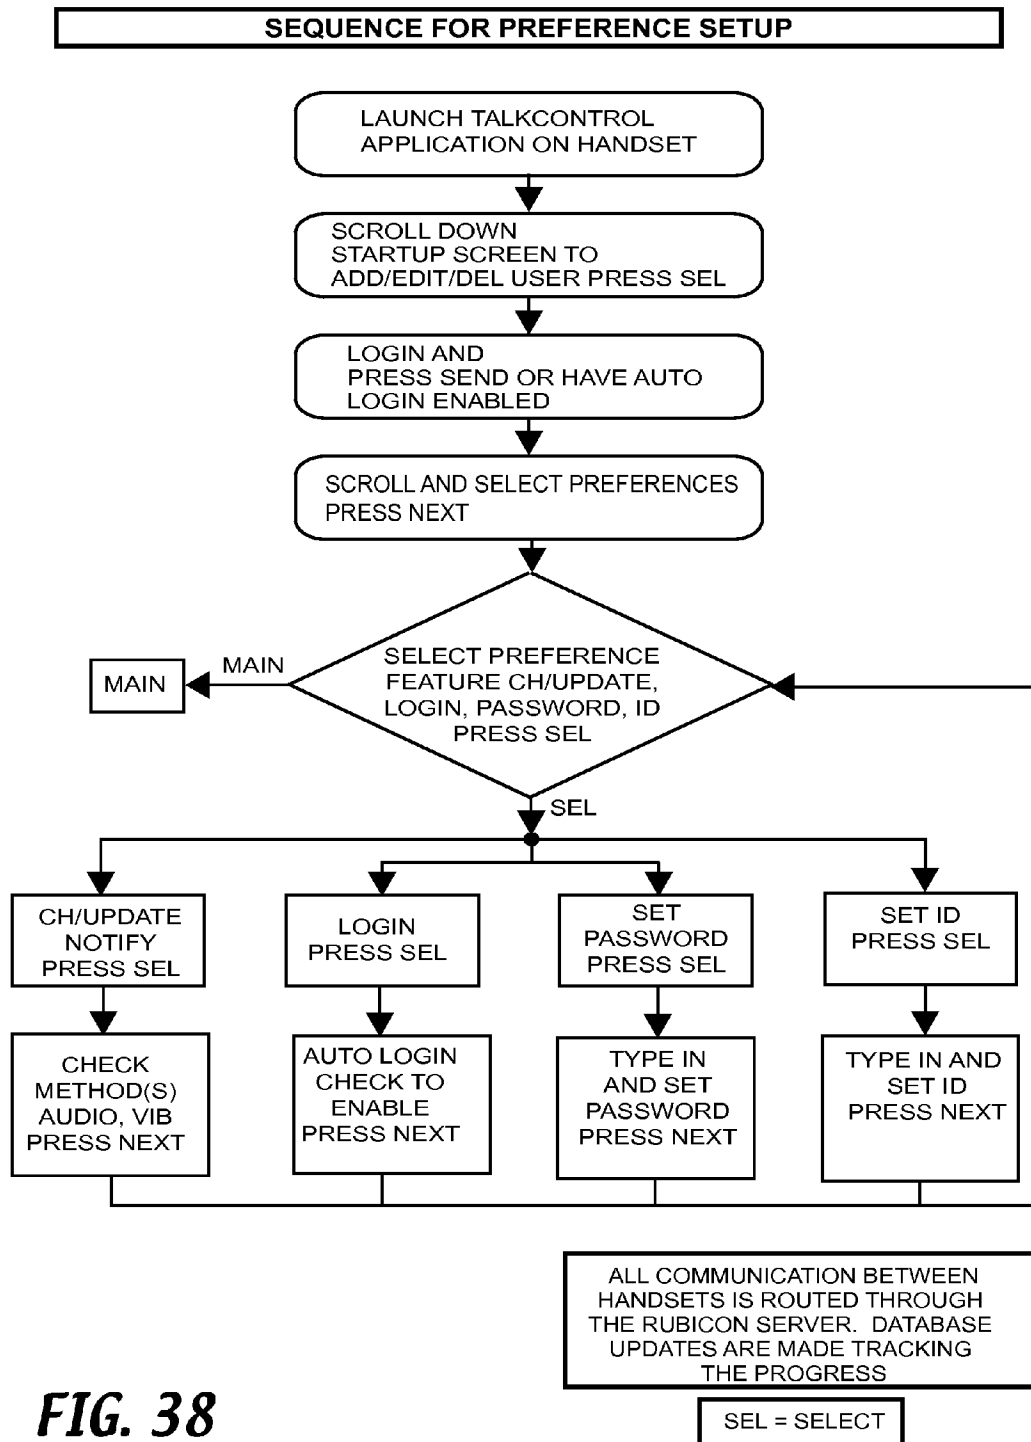 SEQUENCE FOR PREFERENCE SETUP
LAUNCH TALKCONTROL
APPLICATION ON HANDSET
SCROLL DOWN
STARTUP SCREEN TO
ADD/EDIT/DEL USER PRESS SEL
LOGIN AND
PRESS SEND OR HAVE AUTO
LOGIN ENABLED
SCROLL AND SELECT PREFERENCES
PRESS NEXT
SELECT PREFERENCE
FEATURE CH/UPDATE,
LOGIN, PASSWORD, ID
PRESS SEL
MAIN
MAIN
SEL
CH/UPDATE
NOTIFY
PRESS SEL
LOGIN
PRESS SEL
SET
PASSWORD
PRESS SEL
SET ID
PRESS SEL
CHECK
METHOD(S)
AUDIO, VIB
PRESS NEXT
AUTO LOGIN
CHECK TO
ENABLE
PRESS NEXT
TYPE IN
AND SET
PASSWORD
PRESS NEXT
TYPE IN AND
SET ID
PRESS NEXT
ALL COMMUNICATION BETWEEN
HANDSETS IS ROUTED THROUGH
THE RUBICON SERVER. DATABASE
UPDATES ARE MADE TRACKING
THE PROGRESS
FIG. 38
SEL = SELECT